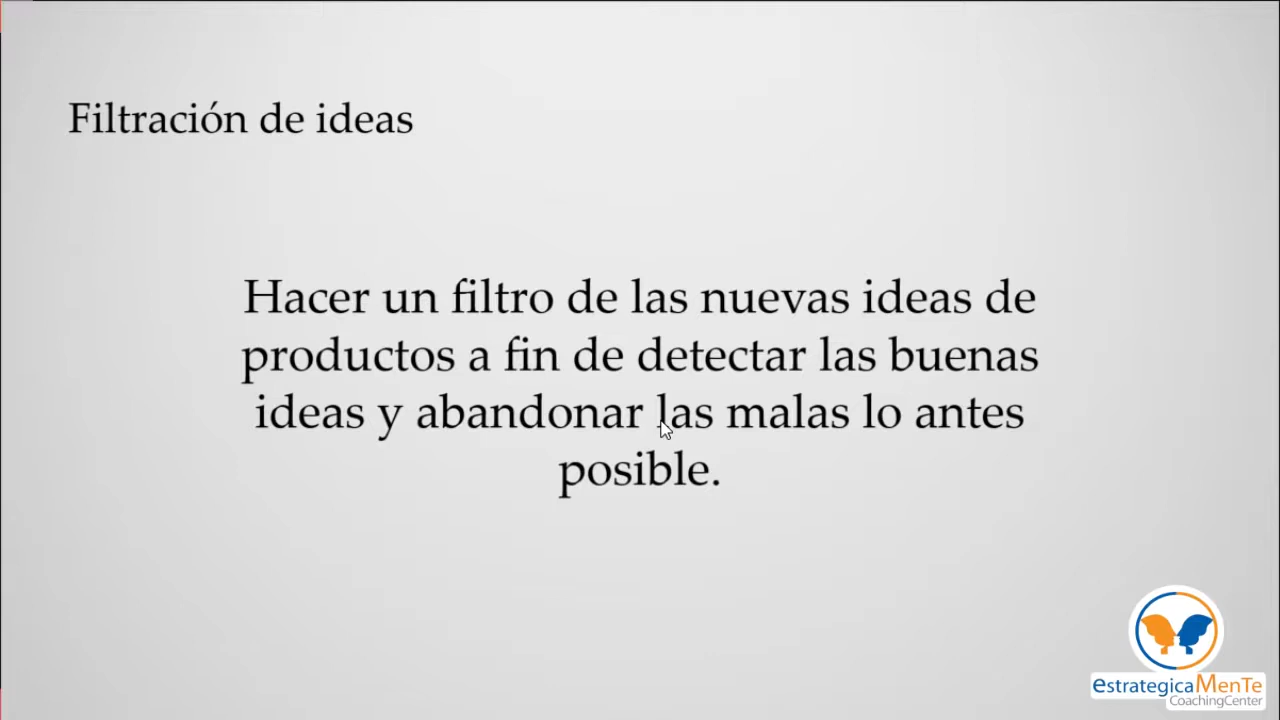 Filtración de ideas
Hacer un filtro de las nuevas ideas de
productos a fin de detectar las buenas
ideas y abandonar las malas lo antes
posible.
estrategicaMenTe
CoachingCenter